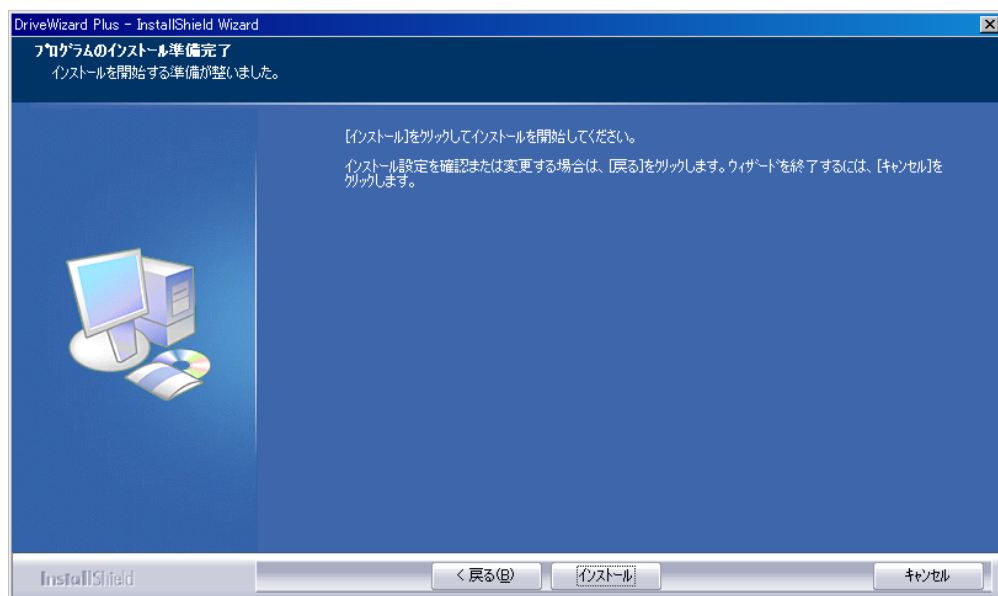 DriveWizard Plus - InstallShield Wizard
プログラムのインストール準備完了
インストールを開始する準備が整いました。
[インストール]をクリックしてインストールを開始してください。
インストール設定を確認または変更する場合は、[戻る]をクリックします。ウィザードを終了するには、[キャンセル]を
クリックします。
InstallShield
< 戻る(B)
インストール
キャンセル